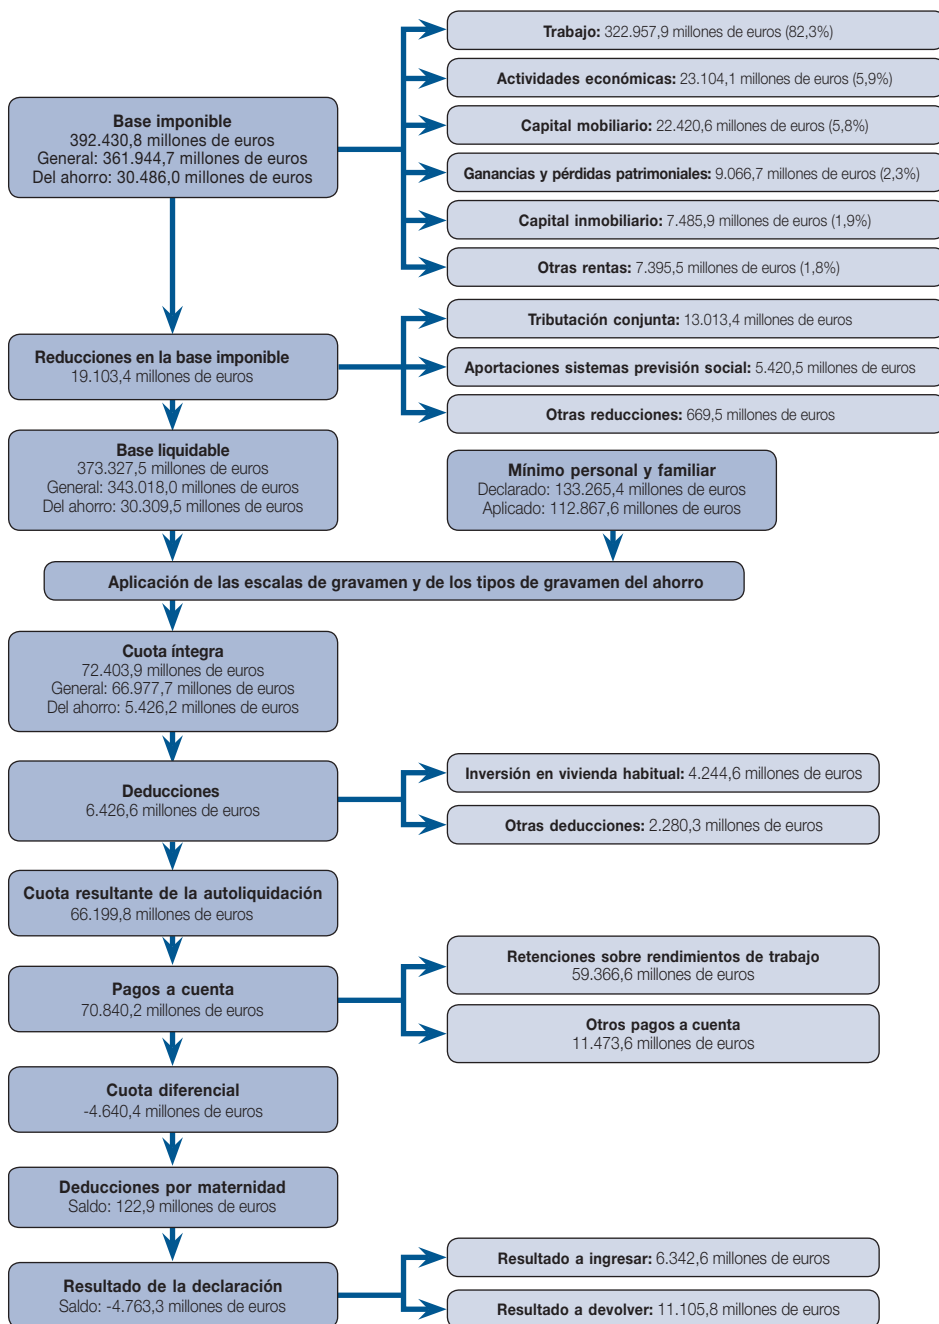 Trabajo: 322.957,9 millones de euros (82,3%)
Actividades económicas: 23.104,1 millones de euros (5,9%)
Base imponible
392.430,8 millones de euros
General: 361.944,7 millones de euros
Del ahorro: 30.486,0 millones de euros
Capital mobiliario: 22.420,6 millones de euros (5,8%)
Ganancias y pérdidas patrimoniales: 9.066,7 millones de euros (2,3%)
Capital inmobiliario: 7.485,9 millones de euros (1,9%)
Otras rentas: 7.395,5 millones de euros (1,8%)
Reducciones en la base imponible
19.103,4 millones de euros
Tributación conjunta: 13.013,4 millones de euros
Aportaciones sistemas previsión social: 5.420,5 millones de euros
Otras reducciones: 669,5 millones de euros
Base liquidable
373.327,5 millones de euros
General: 343.018,0 millones de euros
Del ahorro: 30.309,5 millones de euros
Mínimo personal y familiar
Declarado: 133.265,4 millones de euros
Aplicado: 112.867,6 millones de euros
Aplicación de las escalas de gravamen y de los tipos de gravamen del ahorro
Cuota íntegra
72.403,9 millones de euros
General: 66.977,7 millones de euros
Del ahorro: 5.426,2 millones de euros
Deducciones
6.426,6 millones de euros
Inversión en vivienda habitual: 4.244,6 millones de euros
Otras deducciones: 2.280,3 millones de euros
Cuota resultante de la autoliquidación
66.199,8 millones de euros
Pagos a cuenta
70.840,2 millones de euros
Retenciones sobre rendimientos de trabajo
59.366,6 millones de euros
Otros pagos a cuenta
11.473,6 millones de euros
Cuota diferencial
-4.640,4 millones de euros
Deducciones por maternidad
Saldo: 122,9 millones de euros
Resultado de la declaración
Saldo: -4.763,3 millones de euros
Resultado a ingresar: 6.342,6 millones de euros
Resultado a devolver: 11.105,8 millones de euros